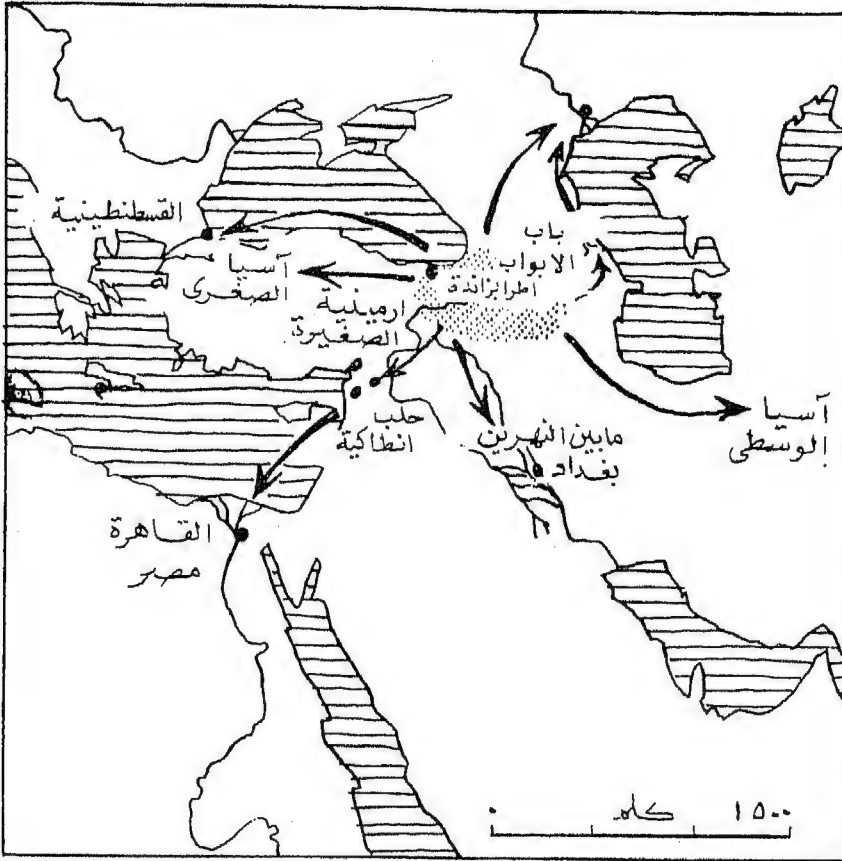 القسطنطينية
آسيا
الصغرى
باب
الابواب
اطرابزاندة
ارمينية
الصغيرة
حلب
انطاكية
مابين النهرين
بغداد
آسيا
الوسطى
القاهرة
مصر
٠ كلم ١٥٠٠